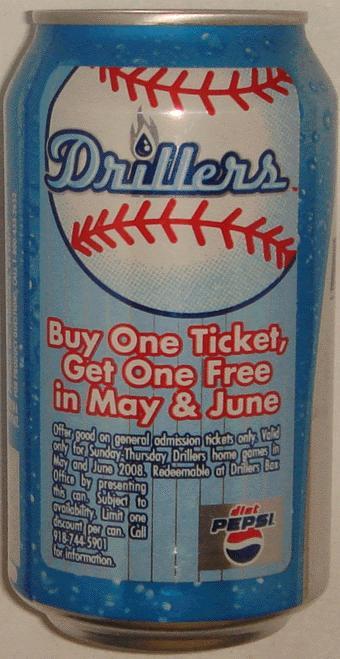 Drillers
Buy One Ticket,
Get One Free
in May & June
Offer good on general admission tickets only. Valid
only for Sunday-Thursday, Drillers home games in
May and June 2008. Redeemable at Drillers Box
Office by presenting
this can. Subject to
availability. Limit one
discount per can. Call
918-744-5901
for information.
diet
PEPSI